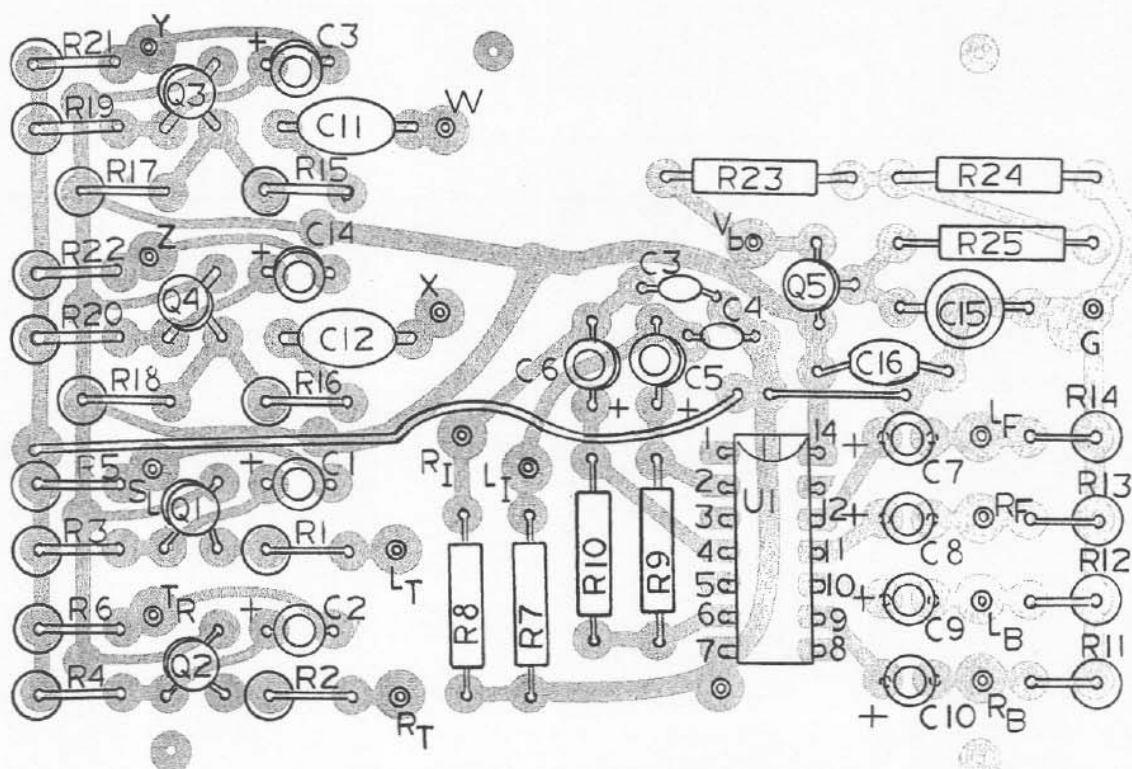 R21 Y + C3
Q3
R19 C11 W
R17 R15
R23 R24
R22 Z + C14 Vb R25
Q4 X C3 Q5
R20 C12 C4 C15
G
R18 R16 C6 C5 C16
+ +
R14
1 14 + LF
R5 SL + C1 RI LI C7
Q1 2 U1 R13
3 12 + RF
R3 R1 LT 4 11 C8
R10 R9 5 10 R12
R6 TR + C2 R8 R7 6 9 + C9 LB
Q2 7 8 R11
R4 R2 RT + C10 RB